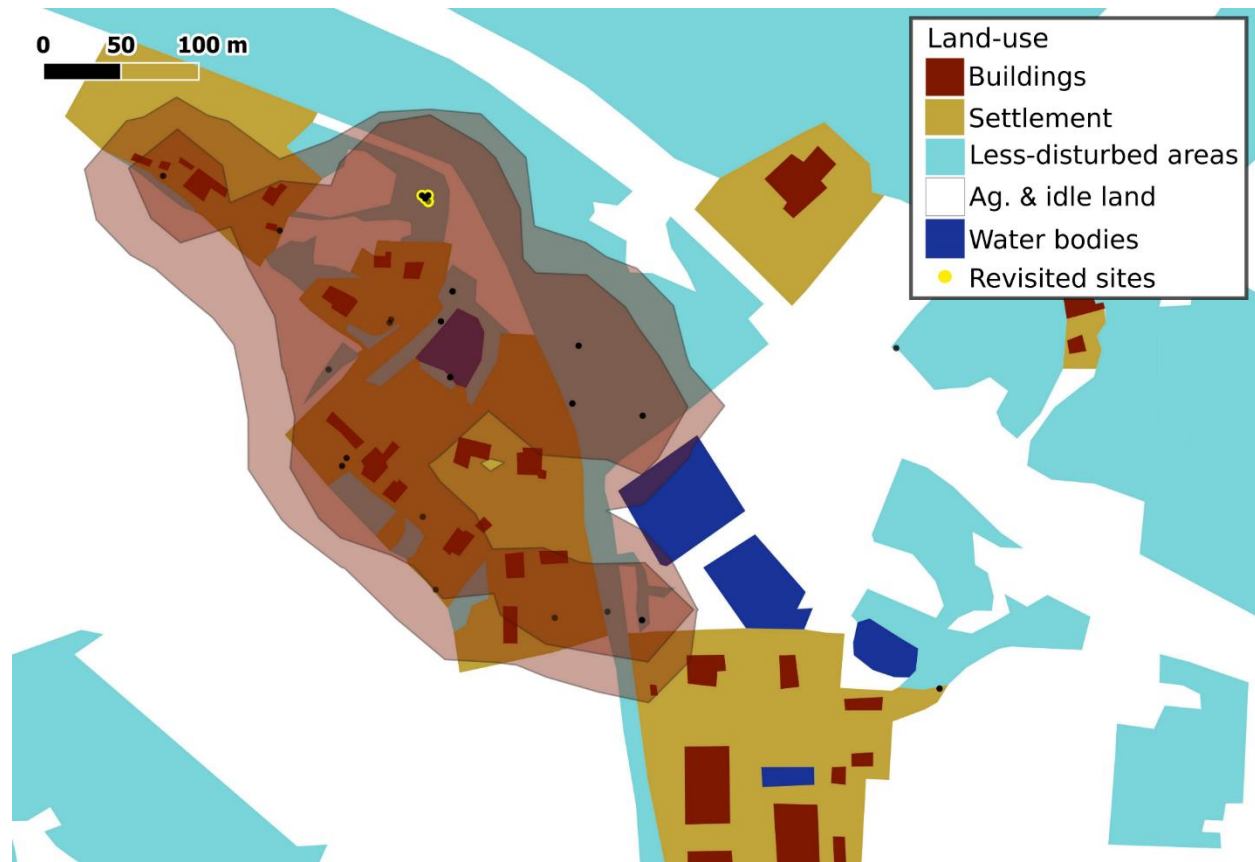 0 50 100 m
Land-use
Buildings
Settlement
Less-disturbed areas
Ag. & idle land
Water bodies
Revisited sites